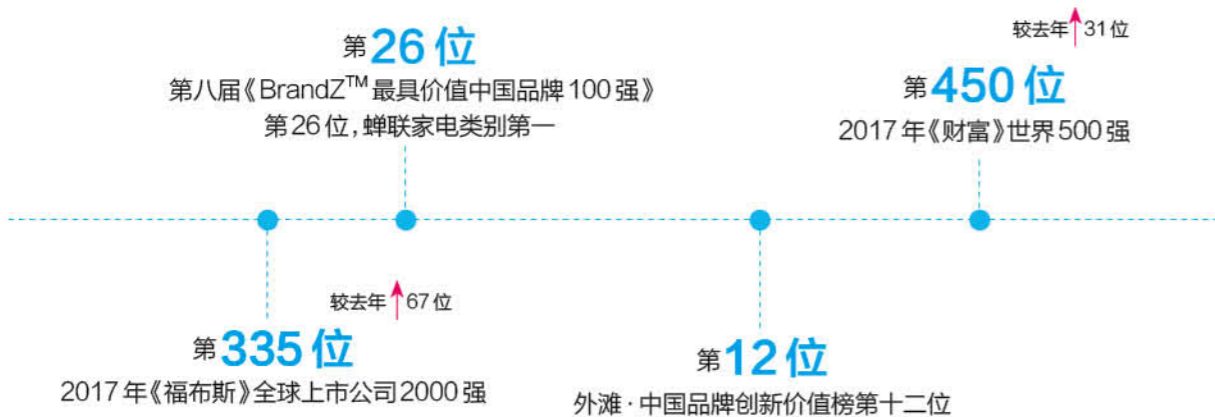 第26位
第八届《BrandZ™最具价值中国品牌100强》
第26位,蝉联家电类别第一
较去年 31位
第450位
2017年《财富》世界500强
较去年 67位
第335位
2017年《福布斯》全球上市公司2000强
第12位
外滩·中国品牌创新价值榜第十二位